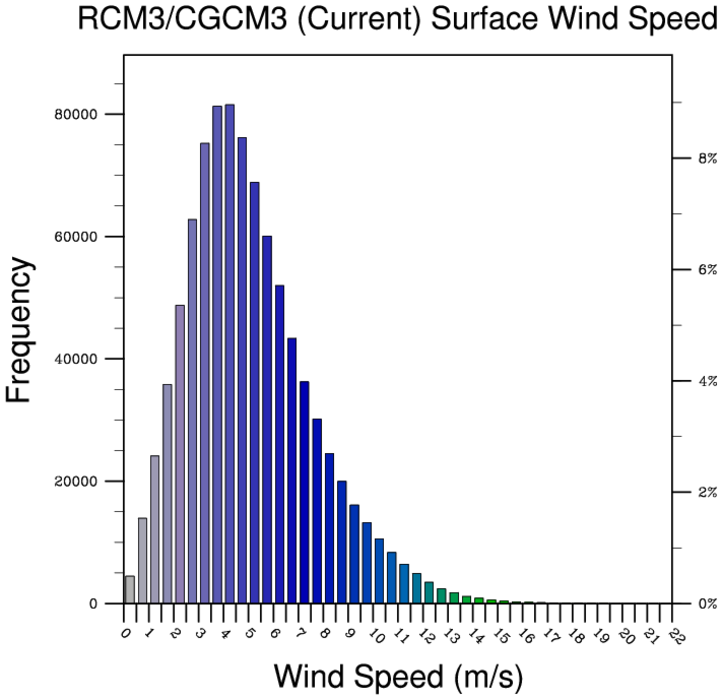 RCM3/CGCM3 (Current) Surface Wind Speed
80000
60000
40000
20000
0
Frequency
8%
6%
4%
2%
0%
0 1 2 3 4 5 6 7 8 9 10 11 12 13 14 15 16 17 18 19 20 21 22
Wind Speed (m/s)